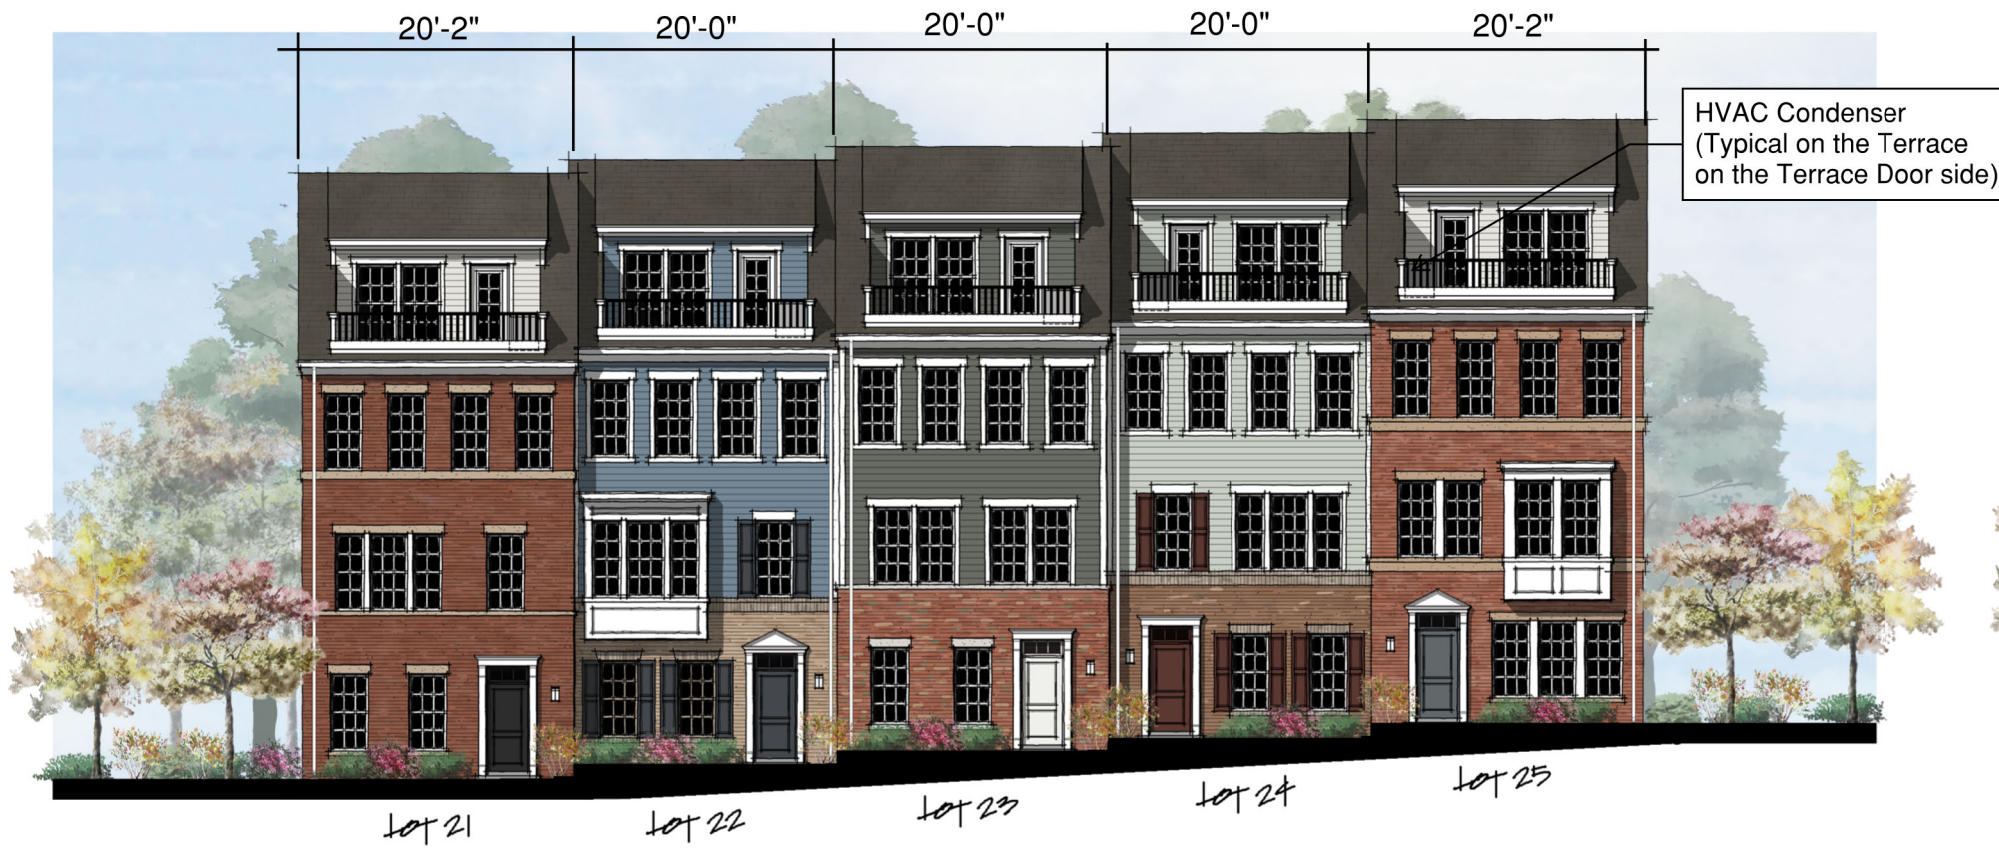 20'-2"
20'-0"
20'-0"
20'-0"
20'-2"
HVAC Condenser
(Typical on the Terrace
on the Terrace Door side)
Lot 21
Lot 22
Lot 23
Lot 24
Lot 25